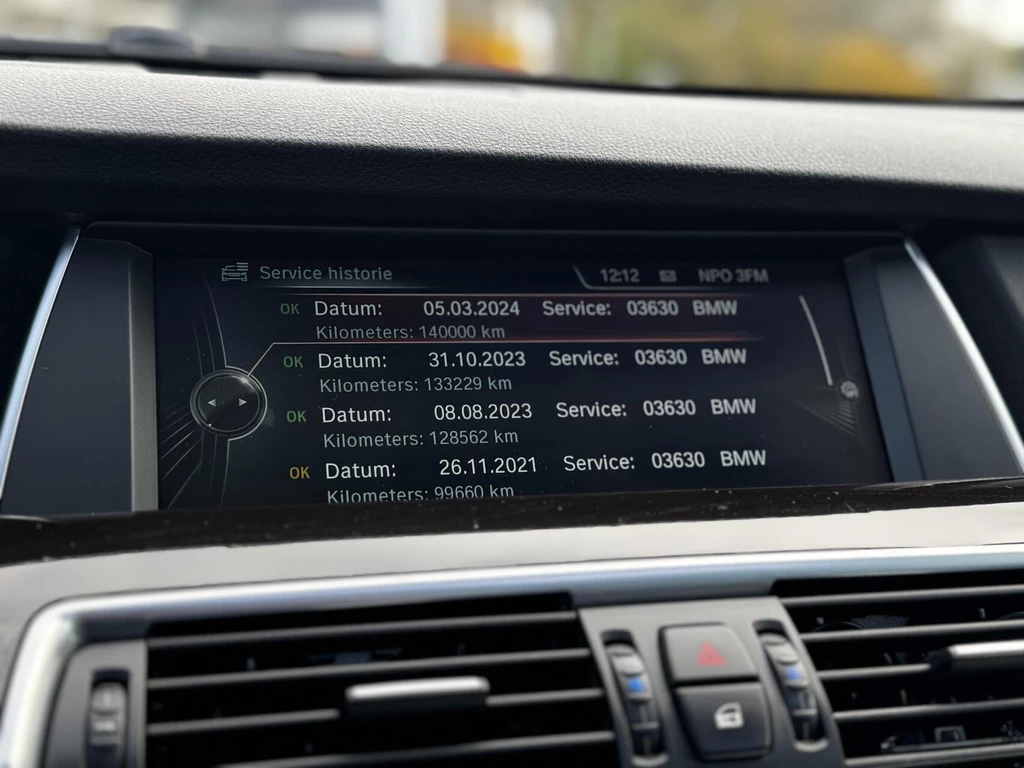 Service historie 12:12 NPO 3FM
OK Datum: 05.03.2024 Service: 03630 BMW
Kilometers: 140000 km
OK Datum: 31.10.2023 Service: 03630 BMW
Kilometers: 133229 km
OK Datum: 08.08.2023 Service: 03630 BMW
Kilometers: 128562 km
OK Datum: 26.11.2021 Service: 03630 BMW
Kilometers: 99660 km